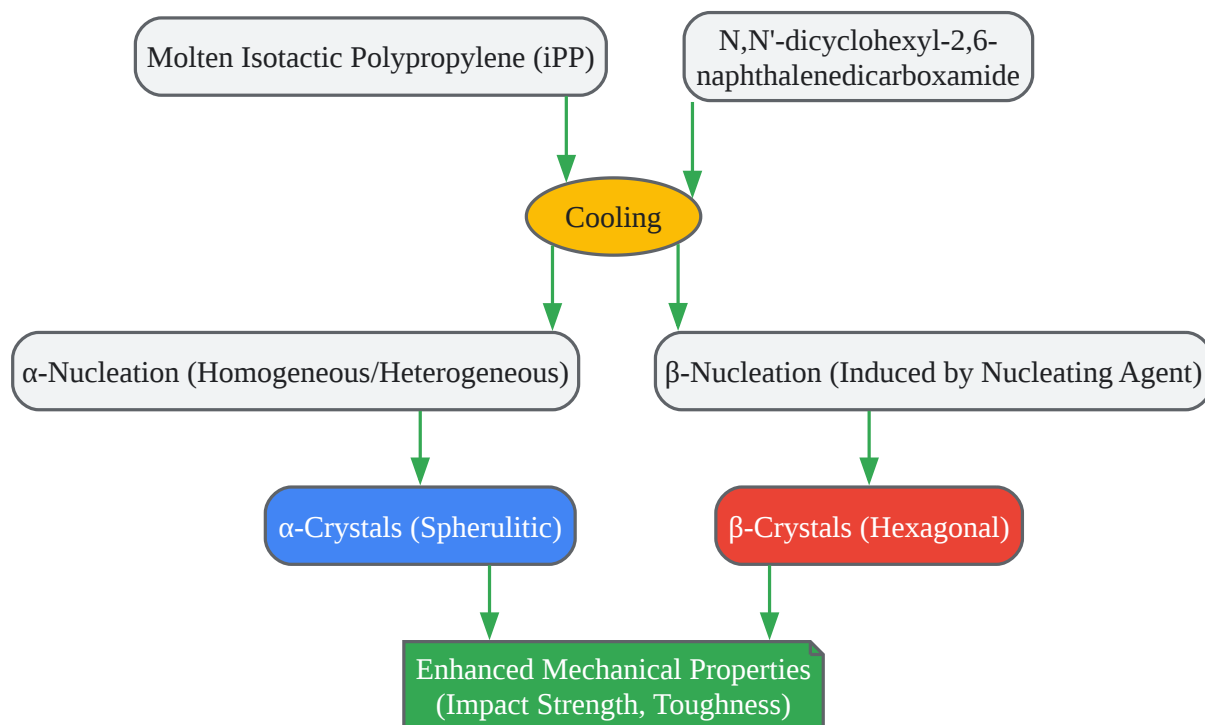 Molten Isotactic Polypropylene (iPP)
N,N'-dicyclohexyl-2,6-
naphthalenedicarboxamide
Cooling
α-Nucleation (Homogeneous/Heterogeneous)
β-Nucleation (Induced by Nucleating Agent)
α-Crystals (Spherulitic)
β-Crystals (Hexagonal)
Enhanced Mechanical Properties
(Impact Strength, Toughness)